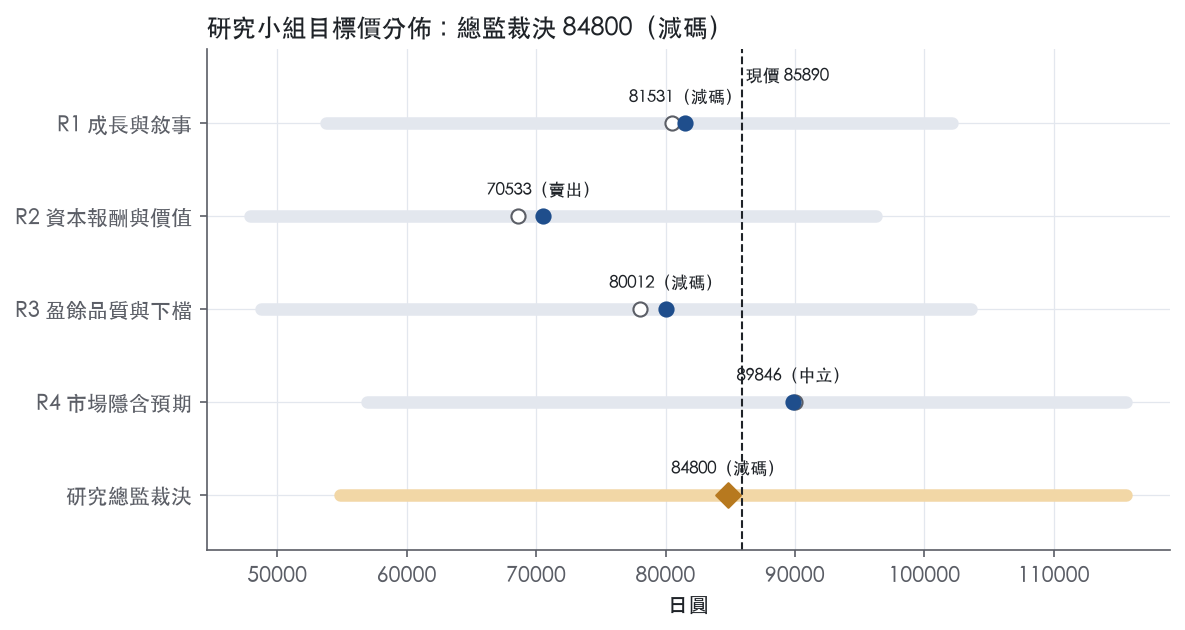 研究小組目標價分佈：總監裁決 84800（減碼）
現價 85890
81531（減碼）
R1 成長與敘事
70533（賣出）
R2 資本報酬與價值
80012（減碼）
R3 盈餘品質與下檔
89846（中立）
R4 市場隱含預期
84800（減碼）
研究總監裁決
50000 60000 70000 80000 90000 100000 110000
日圓